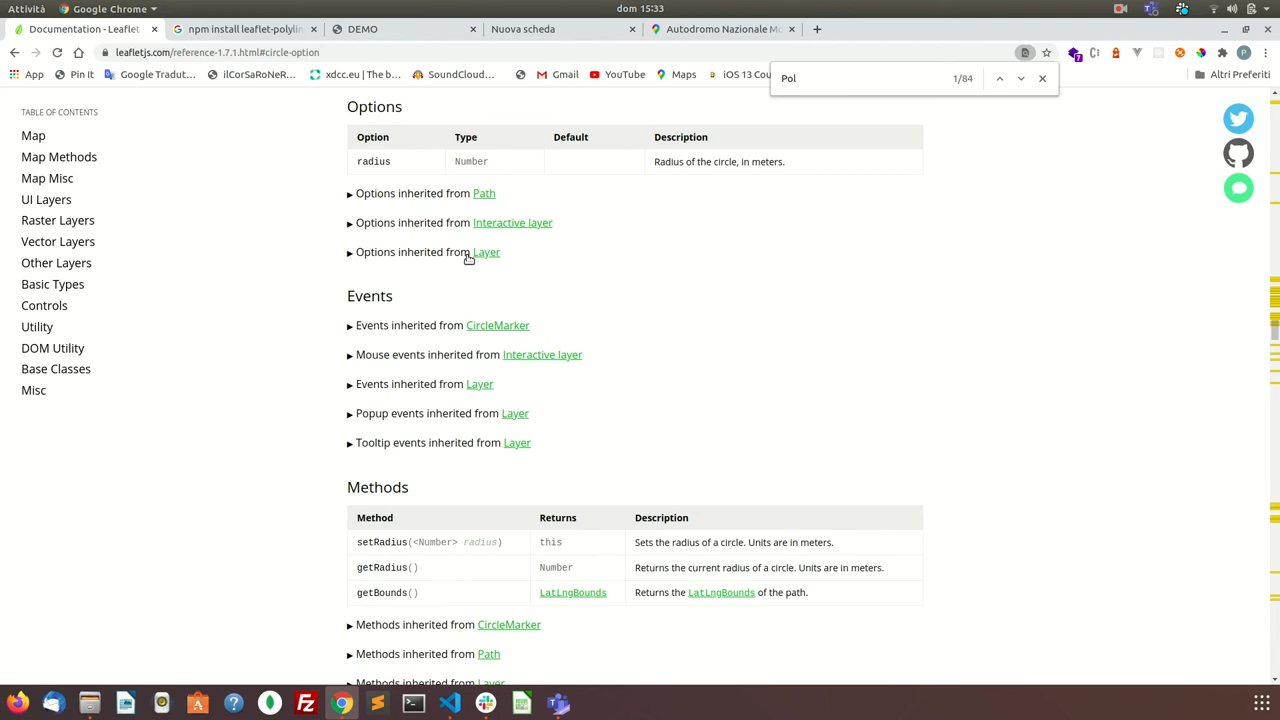 Attività Google Chrome dom 15:33
Documentation - Leaflet npm install leaflet-polylin DEMO Nuova scheda Autodromo Nazionale Mo
leafletjs.com/reference-1.7.1.html#circle-option
App Pin It Google Tradut... ilCorSaRoNeR... xdcc.eu | The b... SoundCloud... Gmail YouTube Maps iOS 13 Cou Altri Preferiti
Pol 1/84
TABLE OF CONTENTS
Map
Map Methods
Map Misc
UI Layers
Raster Layers
Vector Layers
Other Layers
Basic Types
Controls
Utility
DOM Utility
Base Classes
Misc
Options
Option Type Default Description
radius Number Radius of the circle, in meters.
▶ Options inherited from Path
▶ Options inherited from Interactive layer
▶ Options inherited from Layer
Events
▶ Events inherited from CircleMarker
▶ Mouse events inherited from Interactive layer
▶ Events inherited from Layer
▶ Popup events inherited from Layer
▶ Tooltip events inherited from Layer
Methods
Method Returns Description
setRadius(<Number> radius) this Sets the radius of a circle. Units are in meters.
getRadius() Number Returns the current radius of a circle. Units are in meters.
getBounds() LatLngBounds Returns the LatLngBounds of the path.
▶ Methods inherited from CircleMarker
▶ Methods inherited from Path
▶ Methods inherited from Layer